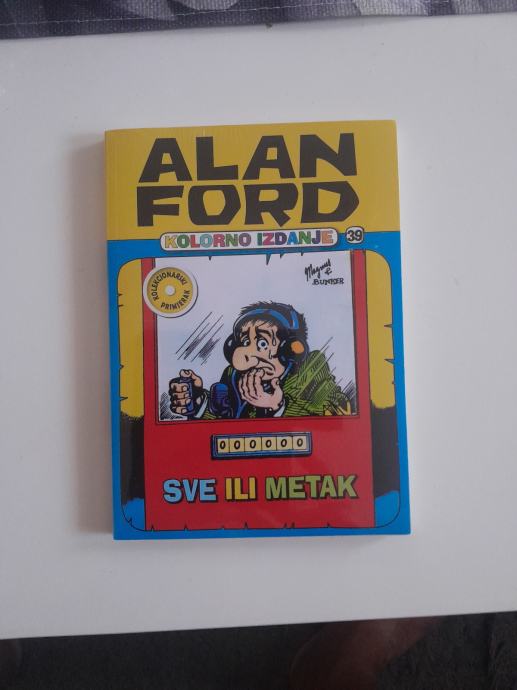 ALAN
FORD
KOLORNO IZDANJE 39
KOLEKCIONARSKI
PRIMJERAK
Magnus &
BUNKER
000000
SVE ILI METAK